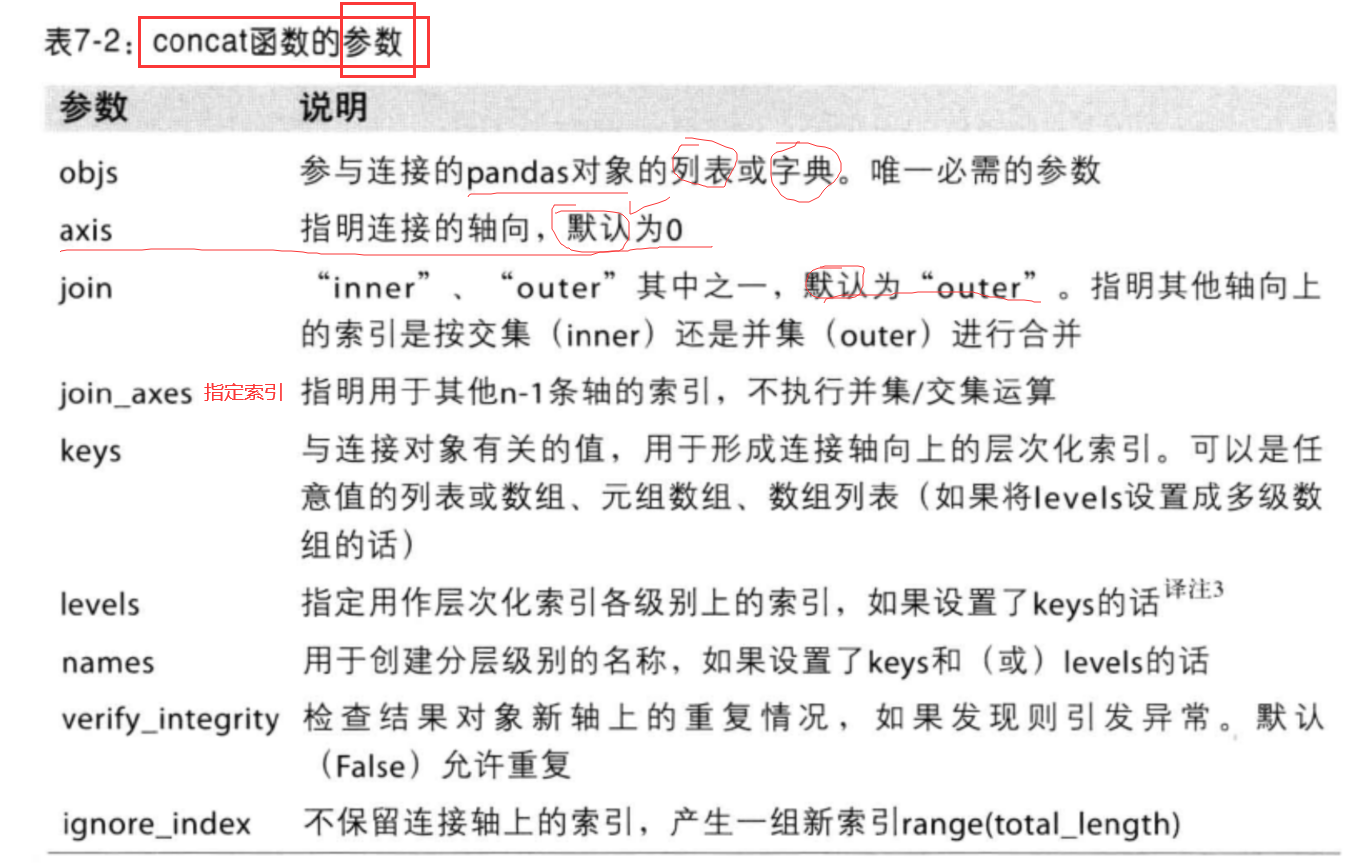 表7-2：concat函数的参数
参数 说明
objs 参与连接的pandas对象的列表或字典。唯一必需的参数
axis 指明连接的轴向，默认为0
join “inner”、“outer”其中之一，默认为“outer”。指明其他轴向上
的索引是按交集（inner）还是并集（outer）进行合并
join_axes 指定索引 指明用于其他n-1条轴的索引，不执行并集/交集运算
keys 与连接对象有关的值，用于形成连接轴向上的层次化索引。可以是任
意值的列表或数组、元组数组、数组列表（如果将levels设置成多级数
组的话）
levels 指定用作层次化索引各级别上的索引，如果设置了keys的话译注3
names 用于创建分层级别的名称，如果设置了keys和（或）levels的话
verify_integrity 检查结果对象新轴上的重复情况，如果发现则引发异常。默认
（False）允许重复
ignore_index 不保留连接轴上的索引，产生一组新索引range(total_length)